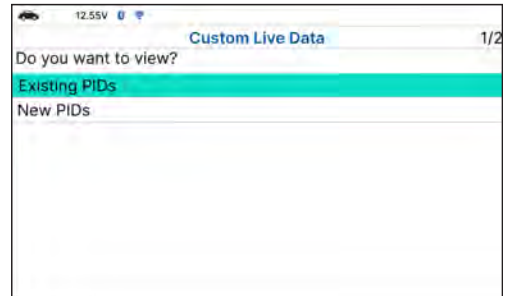 12.55V
Custom Live Data 1/2
Do you want to view?
Existing PIDs
New PIDs